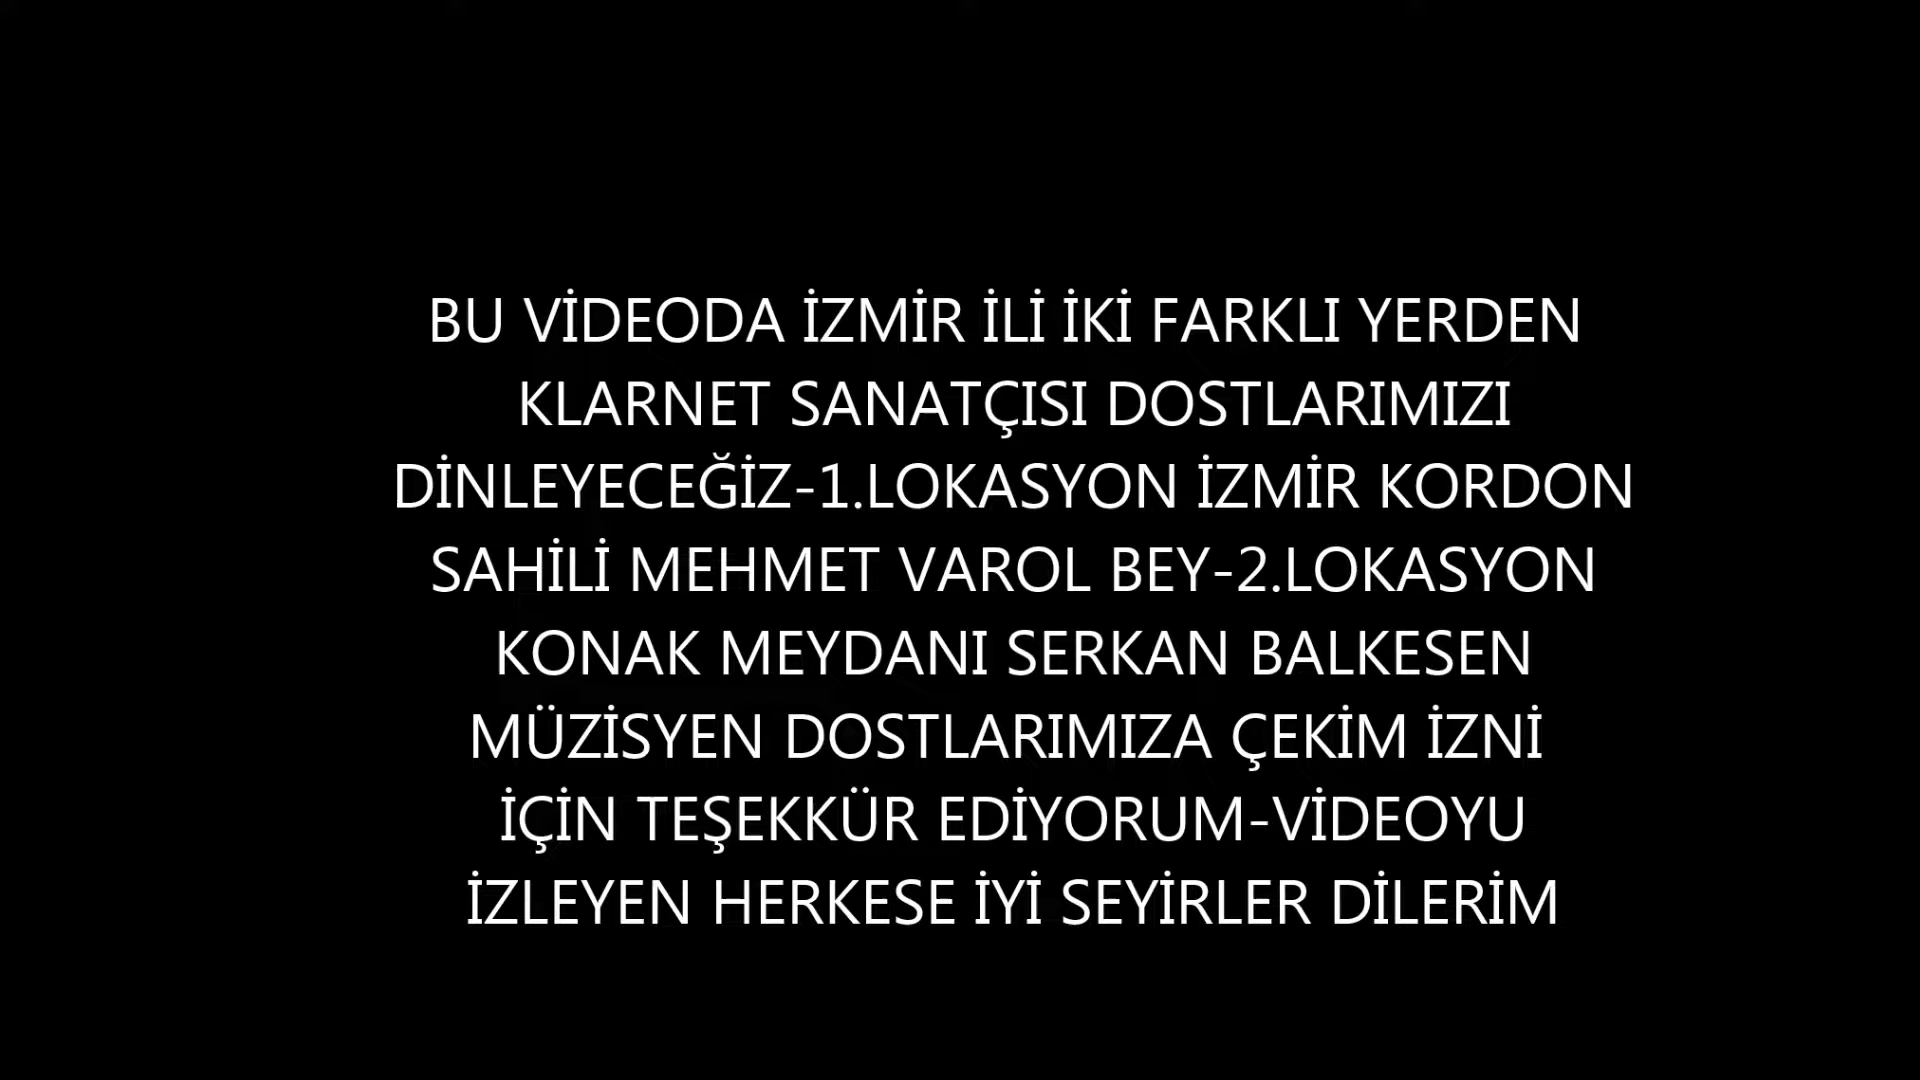 BU VİDEODA İZMİR İLİ İKİ FARKLI YERDEN
KLARNET SANATÇISI DOSTLARIMIZI
DİNLEYECEĞİZ-1.LOKASYON İZMİR KORDON
SAHİLİ MEHMET VAROL BEY-2.LOKASYON
KONAK MEYDANI SERKAN BALKESEN
MÜZİSYEN DOSTLARIMIZA ÇEKİM İZNİ
İÇİN TEŞEKKÜR EDİYORUM-VİDEOYU
İZLEYEN HERKESE İYİ SEYİRLER DİLERİM